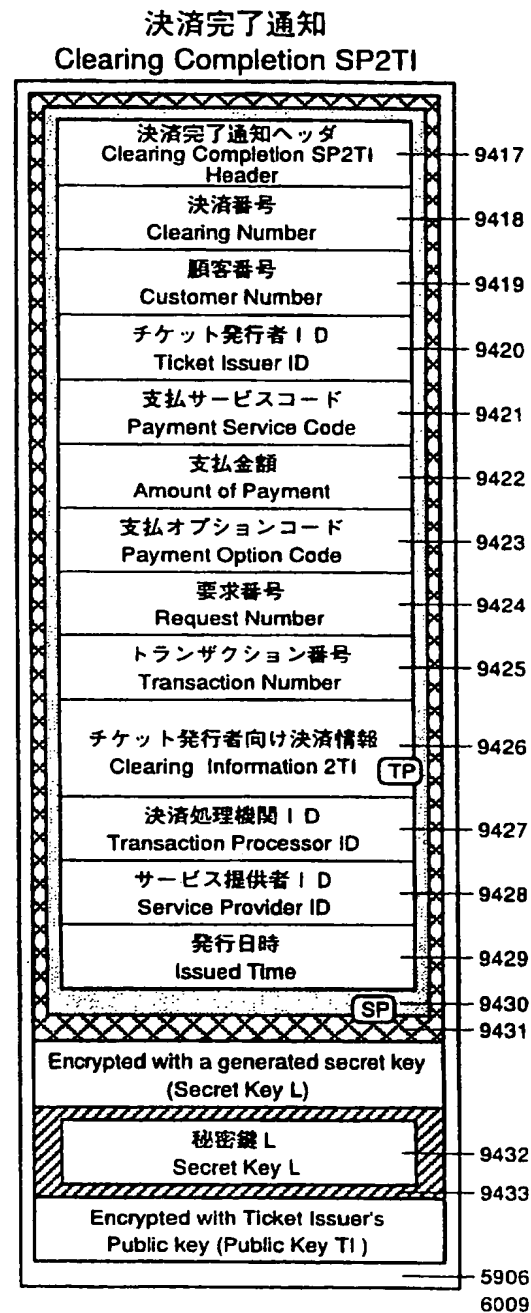 決済完了通知
Clearing Completion SP2TI
決済完了通知ヘッダ
Clearing Completion SP2TI
Header
9417
決済番号
Clearing Number
9418
顧客番号
Customer Number
9419
チケット発行者ID
Ticket Issuer ID
9420
支払サービスコード
Payment Service Code
9421
支払金額
Amount of Payment
9422
支払オプションコード
Payment Option Code
9423
要求番号
Request Number
9424
トランザクション番号
Transaction Number
9425
チケット発行者向け決済情報
Clearing Information 2TI
TP
9426
決済処理機関ID
Transaction Processor ID
9427
サービス提供者ID
Service Provider ID
9428
発行日時
Issued Time
9429
SP
9430
9431
Encrypted with a generated secret key
(Secret Key L)
秘密鍵 L
Secret Key L
9432
9433
Encrypted with Ticket Issuer's
Public key (Public Key TI )
5906
6009